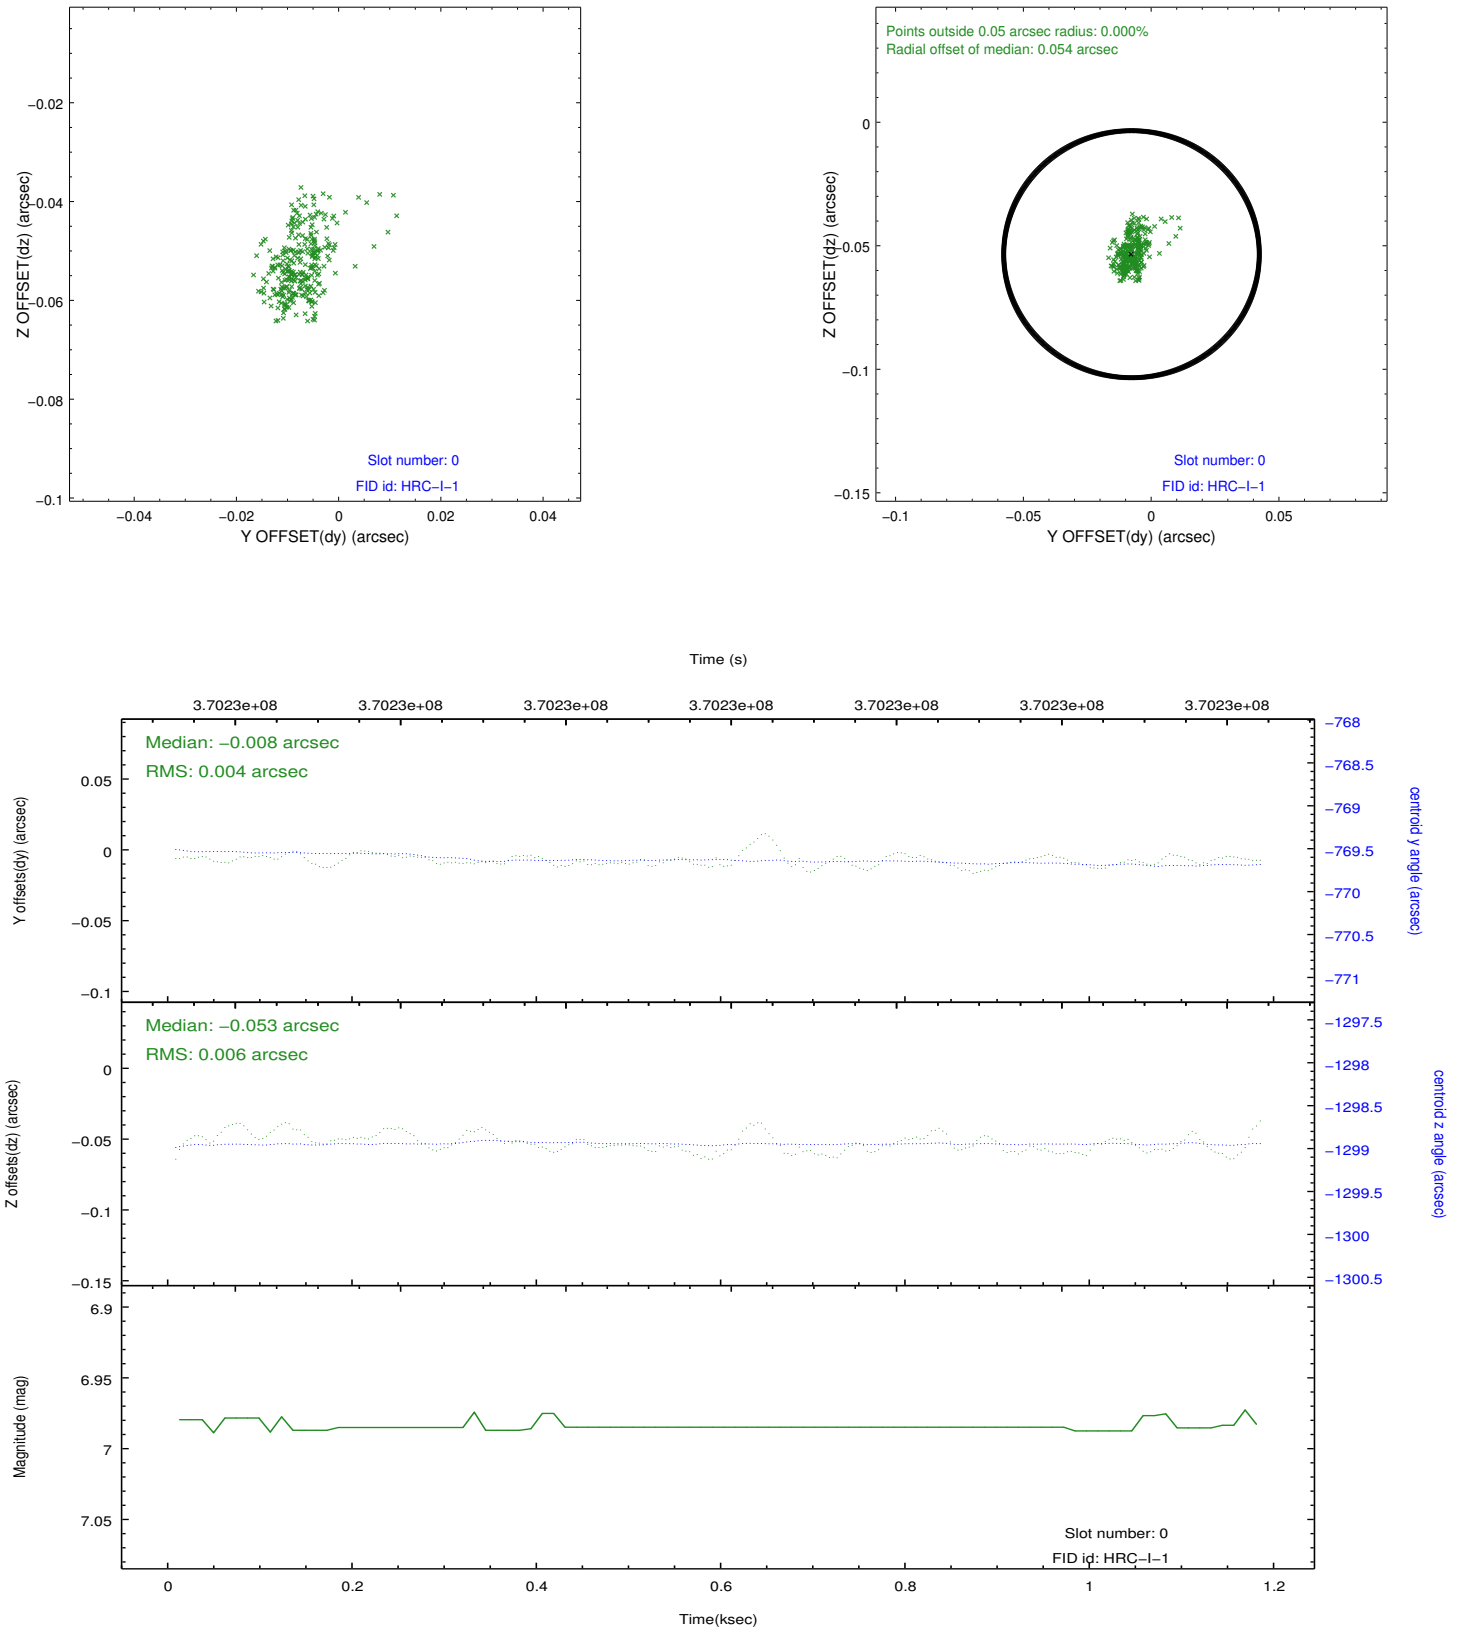 −0.02
−0.04
−0.06
−0.08
−0.1
Z OFFSET(dz) (arcsec)
Slot number: 0
FID id: HRC−I−1
−0.04
−0.02
0
0.02
0.04
Y OFFSET(dy) (arcsec)
Points outside 0.05 arcsec radius: 0.000%
Radial offset of median: 0.054 arcsec
0
−0.05
−0.1
−0.15
Z OFFSET(dz) (arcsec)
Slot number: 0
FID id: HRC−I−1
−0.1
−0.05
0
0.05
Y OFFSET(dy) (arcsec)
Time (s)
3.7023e+08
3.7023e+08
3.7023e+08
3.7023e+08
3.7023e+08
3.7023e+08
3.7023e+08
Median: −0.008 arcsec
RMS: 0.004 arcsec
0.05
0
−0.05
−0.1
Y offsets(dy) (arcsec)
−768
−768.5
−769
−769.5
−770
−770.5
−771
centroid y angle (arcsec)
Median: −0.053 arcsec
RMS: 0.006 arcsec
0
−0.05
−0.1
−0.15
Z offsets(dz) (arcsec)
−1297.5
−1298
−1298.5
−1299
−1299.5
−1300
−1300.5
centroid z angle (arcsec)
6.9
6.95
7
7.05
Magnitude (mag)
Slot number: 0
FID id: HRC−I−1
0
0.2
0.4
0.6
0.8
1
1.2
Time(ksec)